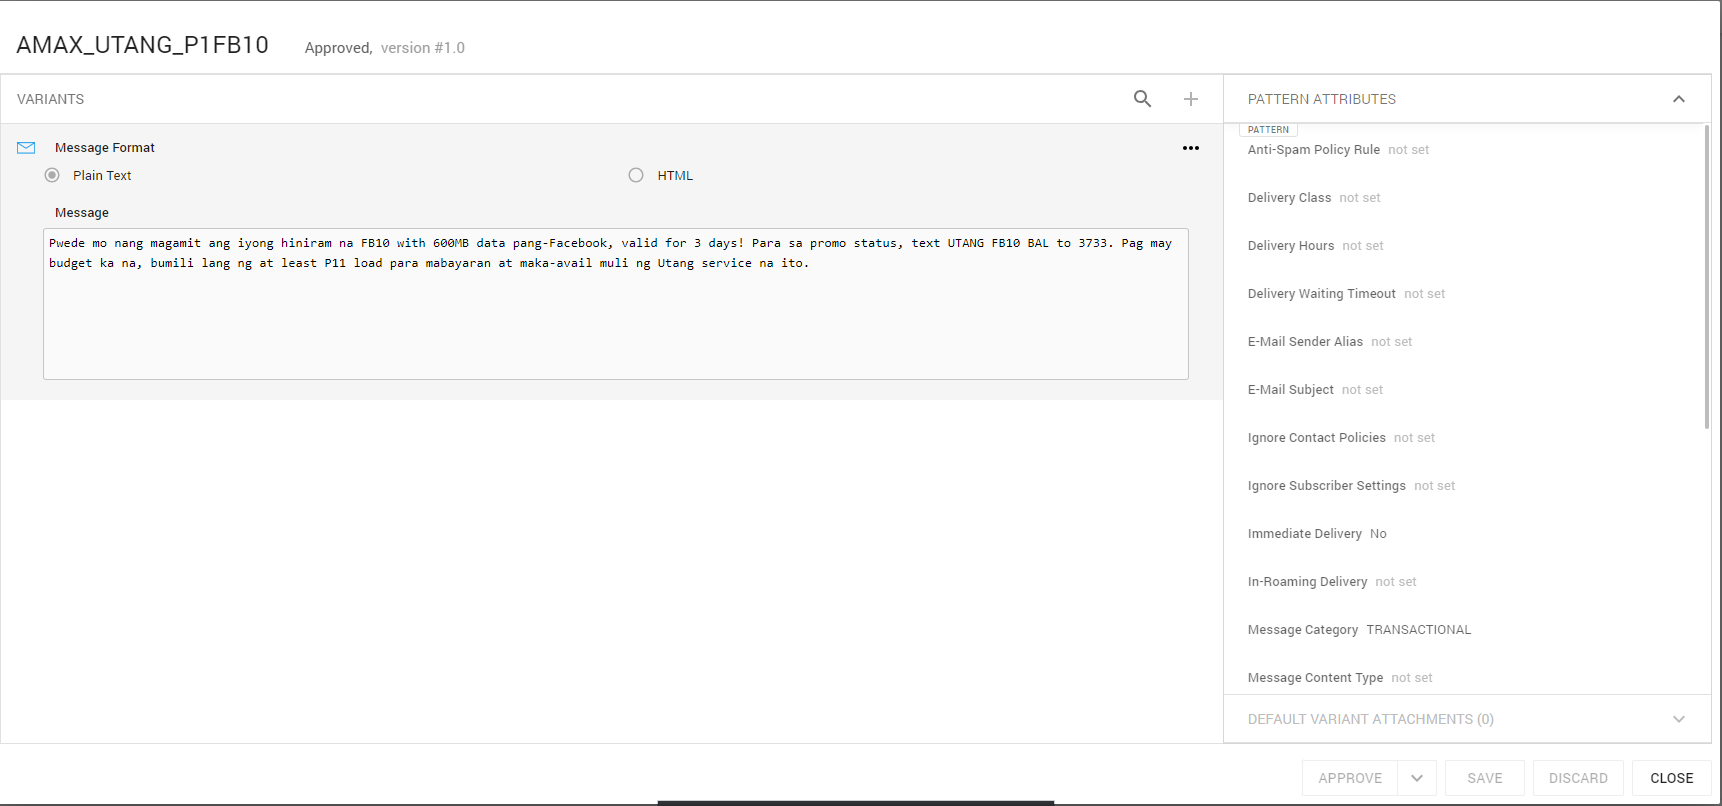 AMAX_UTANG_P1FB10 Approved, version #1.0
VARIANTS
Message Format
Plain Text HTML
Message
Pwede mo nang magamit ang iyong hiniram na FB10 with 600MB data pang-Facebook, valid for 3 days! Para sa promo status, text UTANG FB10 BAL to 3733. Pag may
budget ka na, bumili lang ng at least P11 load para mabayaran at maka-avail muli ng Utang service na ito.
PATTERN ATTRIBUTES
PATTERN
Anti-Spam Policy Rule not set
Delivery Class not set
Delivery Hours not set
Delivery Waiting Timeout not set
E-Mail Sender Alias not set
E-Mail Subject not set
Ignore Contact Policies not set
Ignore Subscriber Settings not set
Immediate Delivery No
In-Roaming Delivery not set
Message Category TRANSACTIONAL
Message Content Type not set
DEFAULT VARIANT ATTACHMENTS (0)
APPROVE SAVE DISCARD CLOSE